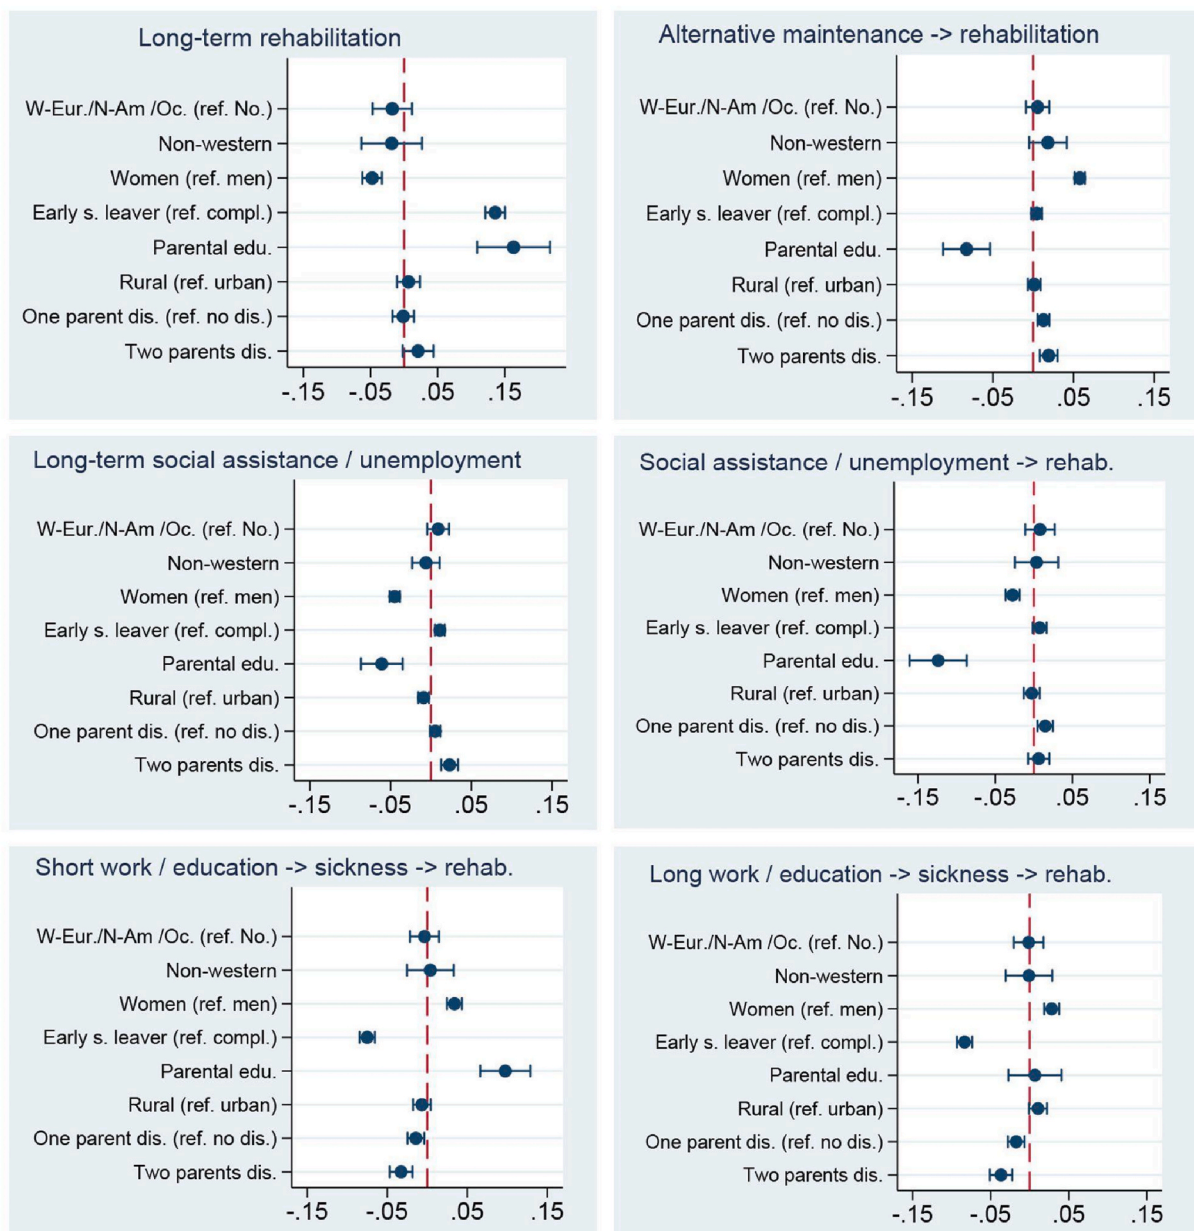 Long-term rehabilitation
W-Eur./N-Am /Oc. (ref. No.)
Non-western
Women (ref. men)
Early s. leaver (ref. compl.)
Parental edu.
Rural (ref. urban)
One parent dis. (ref. no dis.)
Two parents dis.
-.15 -.05 .05 .15
Alternative maintenance -> rehabilitation
W-Eur./N-Am /Oc. (ref. No.)
Non-western
Women (ref. men)
Early s. leaver (ref. compl.)
Parental edu.
Rural (ref. urban)
One parent dis. (ref. no dis.)
Two parents dis.
-.15 -.05 .05 .15
Long-term social assistance / unemployment
W-Eur./N-Am /Oc. (ref. No.)
Non-western
Women (ref. men)
Early s. leaver (ref. compl.)
Parental edu.
Rural (ref. urban)
One parent dis. (ref. no dis.)
Two parents dis.
-.15 -.05 .05 .15
Social assistance / unemployment -> rehab.
W-Eur./N-Am /Oc. (ref. No.)
Non-western
Women (ref. men)
Early s. leaver (ref. compl.)
Parental edu.
Rural (ref. urban)
One parent dis. (ref. no dis.)
Two parents dis.
-.15 -.05 .05 .15
Short work / education -> sickness -> rehab.
W-Eur./N-Am /Oc. (ref. No.)
Non-western
Women (ref. men)
Early s. leaver (ref. compl.)
Parental edu.
Rural (ref. urban)
One parent dis. (ref. no dis.)
Two parents dis.
-.15 -.05 .05 .15
Long work / education -> sickness -> rehab.
W-Eur./N-Am /Oc. (ref. No.)
Non-western
Women (ref. men)
Early s. leaver (ref. compl.)
Parental edu.
Rural (ref. urban)
One parent dis. (ref. no dis.)
Two parents dis.
-.15 -.05 .05 .15